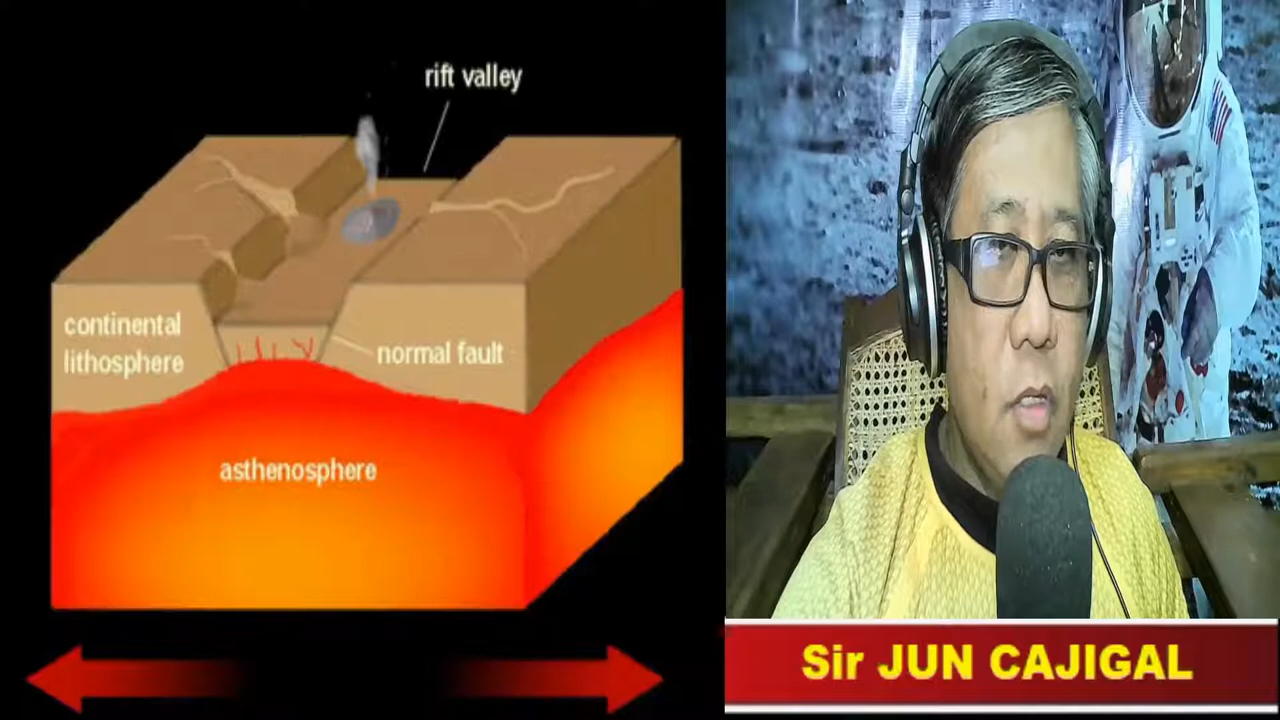 rift valley
continental
lithosphere
normal fault
asthenosphere
Sir JUN CAJIGAL